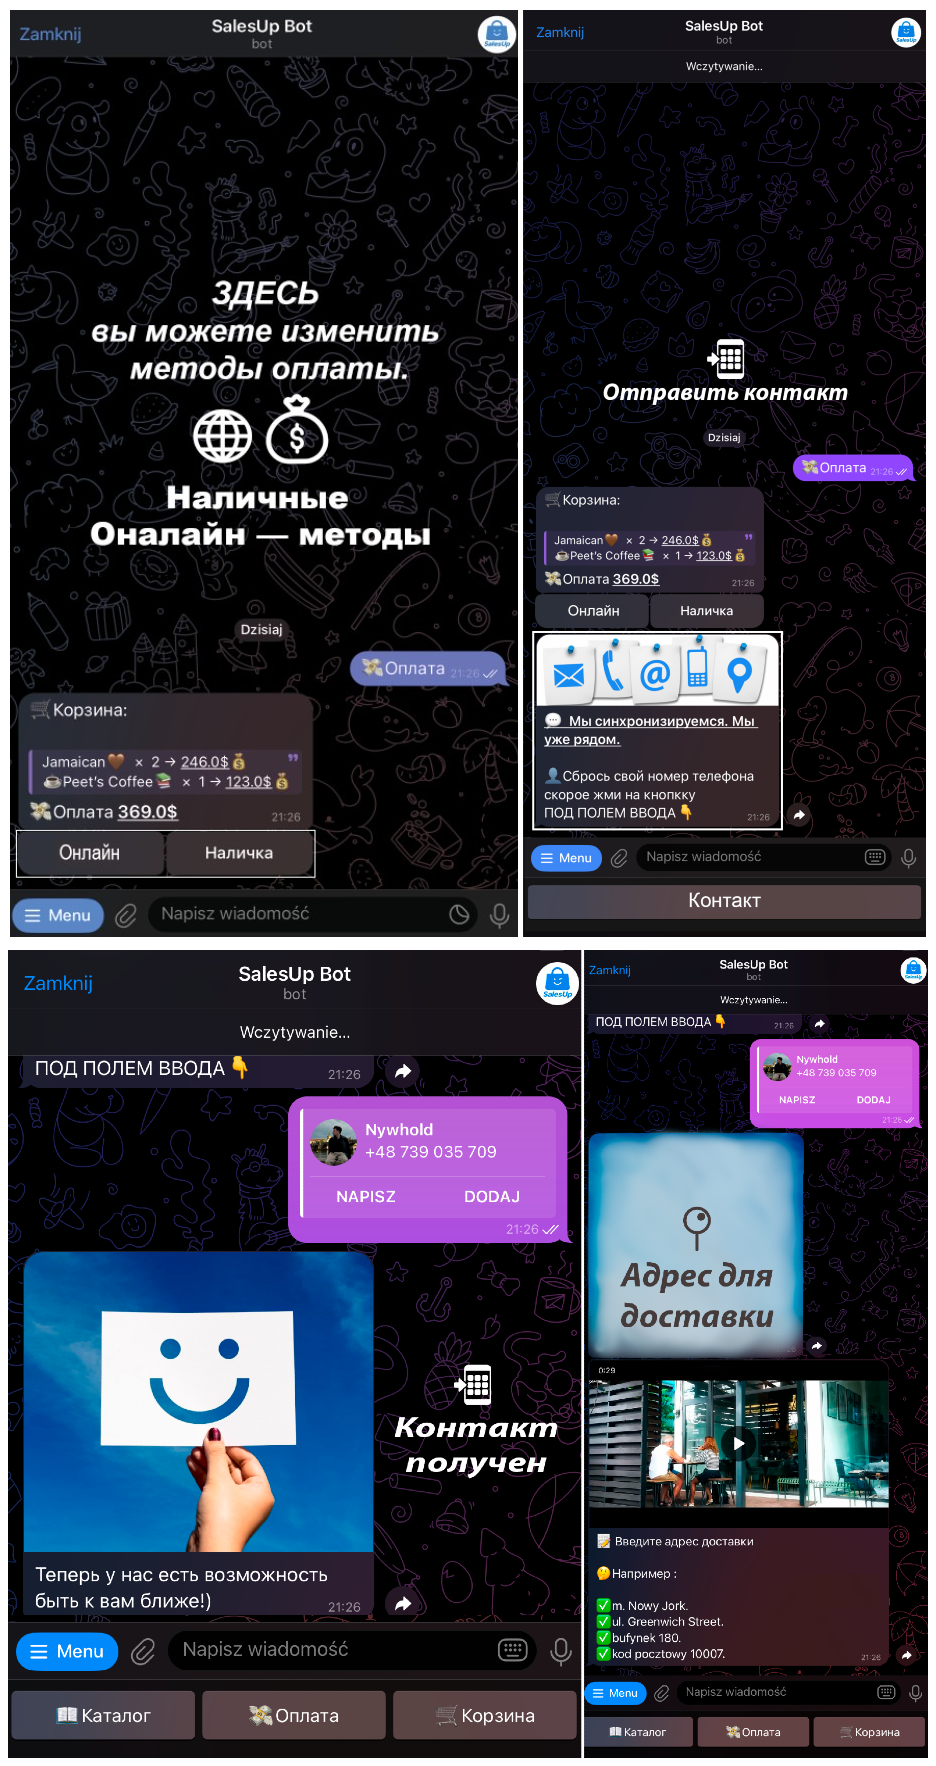 Zamknij
SalesUp Bot
bot
SalesUp
ЗДЕСЬ
вы можете изменить
методы оплаты.
$
Наличные
Оналайн — методы
Dzisiaj
💸Оплата 21:26
🛒Корзина:
Jamaican🤎 × 2 → 246.0$💰
☕Peet's Coffee📚 × 1 → 123.0$💰
💸Оплата 369.0$
21:26
Онлайн
Наличка
Menu
Napisz wiadomość
Zamknij
SalesUp Bot
bot
SalesUp
Wczytywanie...
Отправить контакт
Dzisiaj
💸Оплата 21:26
🛒Корзина:
Jamaican🤎 × 2 → 246.0$💰
☕Peet's Coffee📚 × 1 → 123.0$💰
💸Оплата 369.0$
21:26
Онлайн
Наличка
@
💬 Мы синхронизируемся. Мы
уже рядом.
👤Сбрось свой номер телефона
скорое жми на кнопкку
ПОД ПОЛЕМ ВВОДА👇
21:26
Menu
Napisz wiadomość
Контакт
Zamknij
SalesUp Bot
bot
SalesUp
Wczytywanie...
ПОД ПОЛЕМ ВВОДА👇
21:26
Nywhold
+48 739 035 709
NAPISZ
DODAJ
21:26
Контакт
получен
Теперь у нас есть возможность
быть к вам ближе!)
21:26
Menu
Napisz wiadomość
📖Каталог
💸Оплата
🛒Корзина
Zamknij
SalesUp Bot
bot
SalesUp
Wczytywanie...
ПОД ПОЛЕМ ВВОДА👇
21:26
Nywhold
+48 739 035 709
NAPISZ
DODAJ
21:26
Адрес для
доставки
0:29
📝 Введите адрес доставки
🤔Например :
✅m. Nowy Jork.
✅ul. Greenwich Street.
✅bufynek 180.
✅kod pocztowy 10007.
21:26
Menu
Napisz wiadomość
📖Каталог
💸Оплата
🛒Корзина